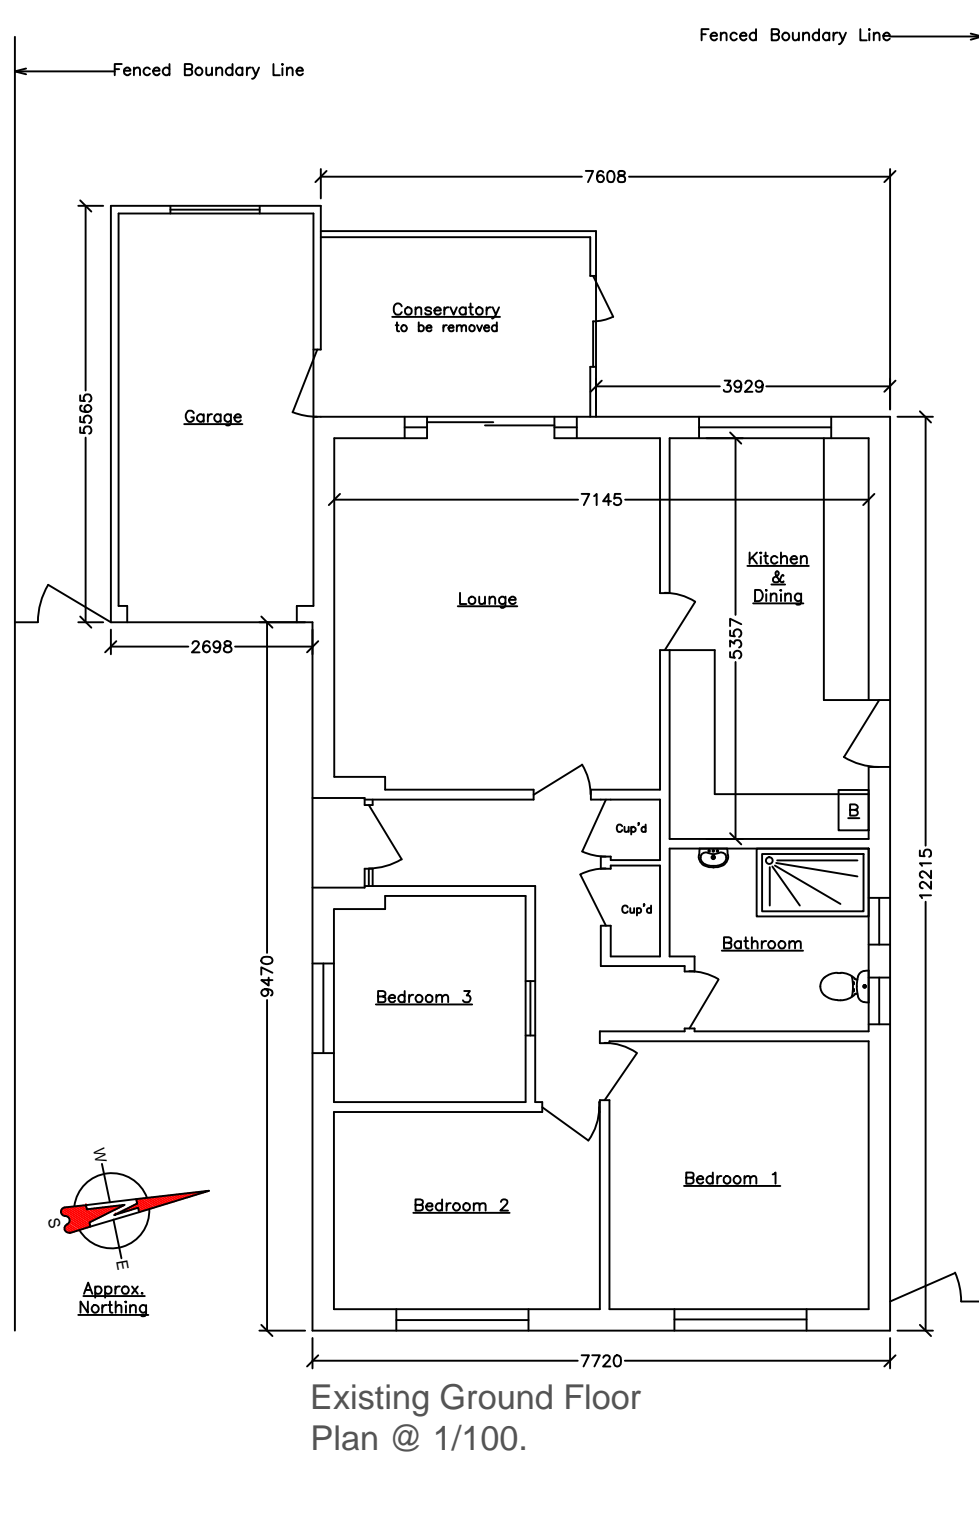 Fenced Boundary Line
Fenced Boundary Line
7608
Conservatory
to be removed
3929
5565
Garage
7145
Kitchen
&
Dining
Lounge
5357
2698
B
Cup'd
12215
Cup'd
Bathroom
9470
Bedroom 3
W
S
E
Bedroom 1
Bedroom 2
Approx.
Northing
7720
Existing Ground Floor
Plan @ 1/100.